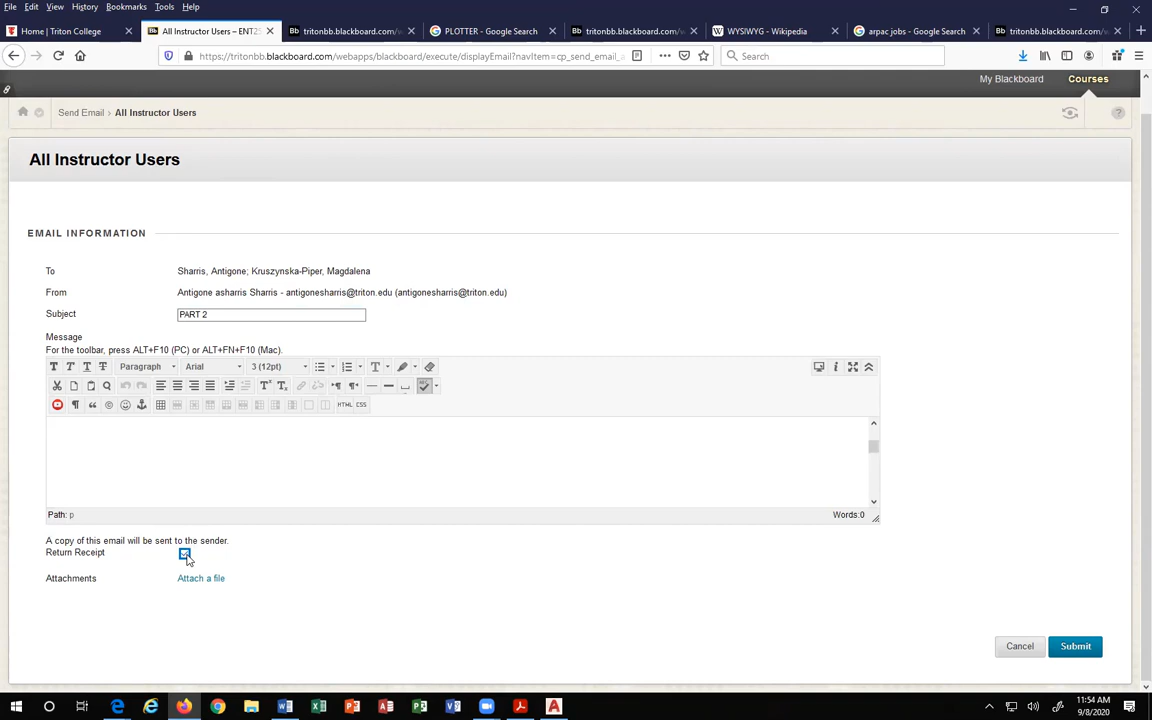 File Edit View History Bookmarks Tools Help
Home | Triton College
All Instructor Users – ENT25
tritonbb.blackboard.com/w
PLOTTER - Google Search
tritonbb.blackboard.com/w
WYSIWYG - Wikipedia
arpac jobs - Google Search
tritonbb.blackboard.com/w
https://tritonbb.blackboard.com/webapps/blackboard/execute/displayEmail?navItem=cp_send_email_
Search
My Blackboard Courses
Send Email > All Instructor Users
All Instructor Users
EMAIL INFORMATION
To Sharris, Antigone; Kruszynska-Piper, Magdalena
From Antigone asharris Sharris - antigonesharris@triton.edu (antigonesharris@triton.edu)
Subject PART 2
Message
For the toolbar, press ALT+F10 (PC) or ALT+FN+F10 (Mac).
Paragraph Arial 3 (12pt)
HTML CSS
Path: p Words:0
A copy of this email will be sent to the sender.
Return Receipt
Attachments Attach a file
Cancel Submit
11:54 AM
9/8/2020